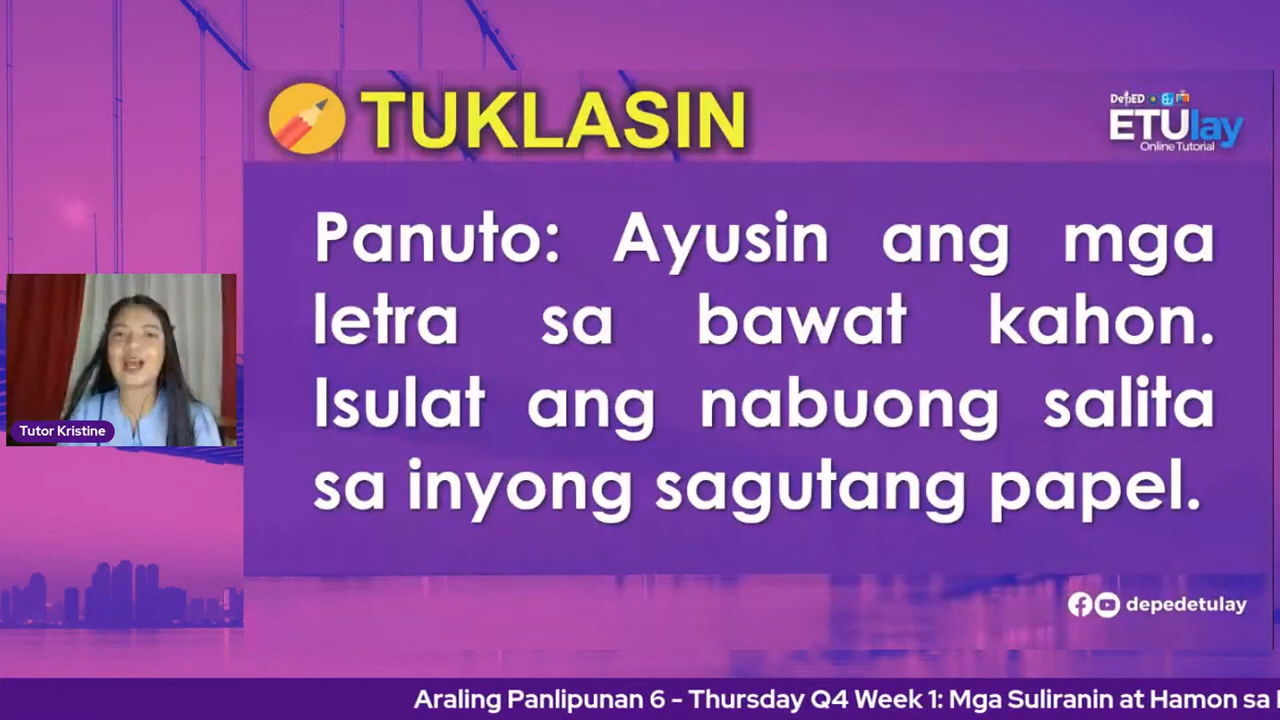 TUKLASIN
DepED
ETUlay
Online Tutorial
Panuto: Ayusin ang mga
letra sa bawat kahon.
Isulat ang nabuong salita
sa inyong sagutang papel.
Tutor Kristine
depedetulay
Araling Panlipunan 6 - Thursday Q4 Week 1: Mga Suliranin at Hamon sa